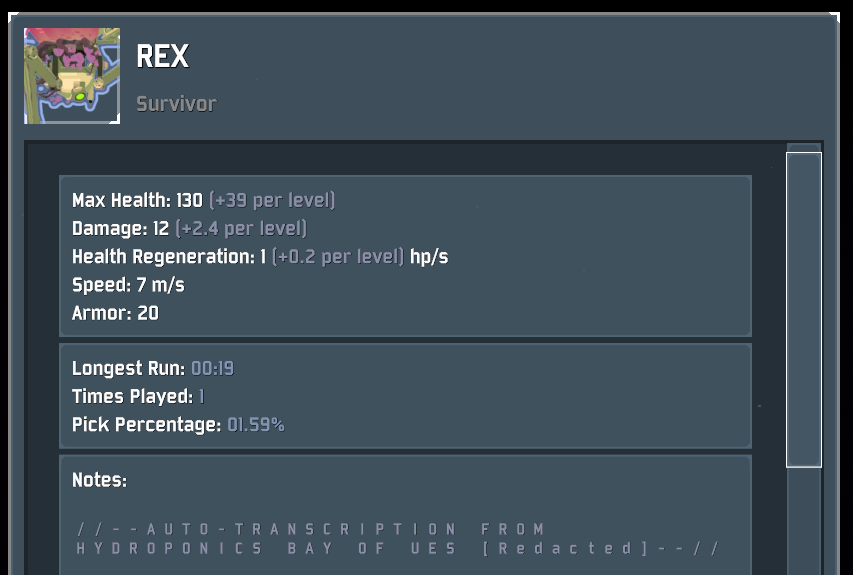 REX
Survivor
Max Health: 130 (+39 per level)
Damage: 12 (+2.4 per level)
Health Regeneration: 1 (+0.2 per level) hp/s
Speed: 7 m/s
Armor: 20
Longest Run: 00:19
Times Played: 1
Pick Percentage: 01.59%
Notes:
//--AUTO-TRANSCRIPTION FROM
HYDROPONICS BAY OF UES [Redacted]--//